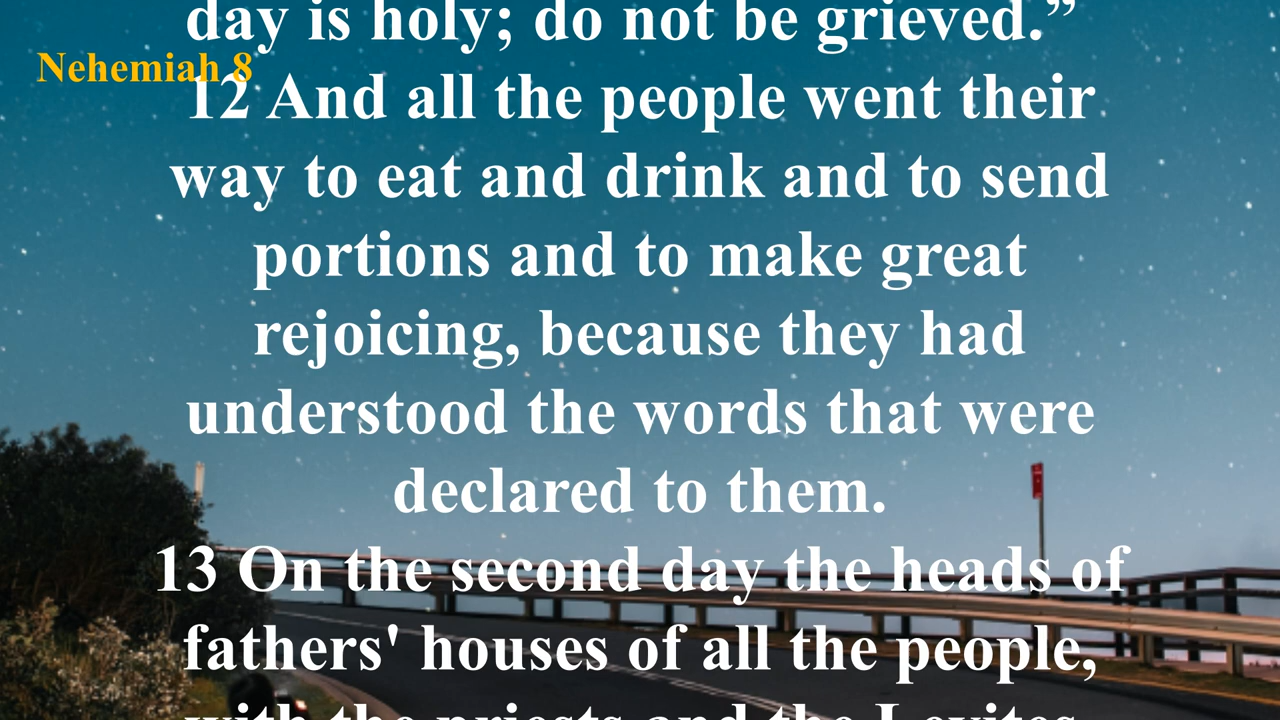 day is holy; do not be grieved.”
Nehemiah 8
12 And all the people went their
way to eat and drink and to send
portions and to make great
rejoicing, because they had
understood the words that were
declared to them.
13 On the second day the heads of
fathers' houses of all the people,
with the priests and the Levites,